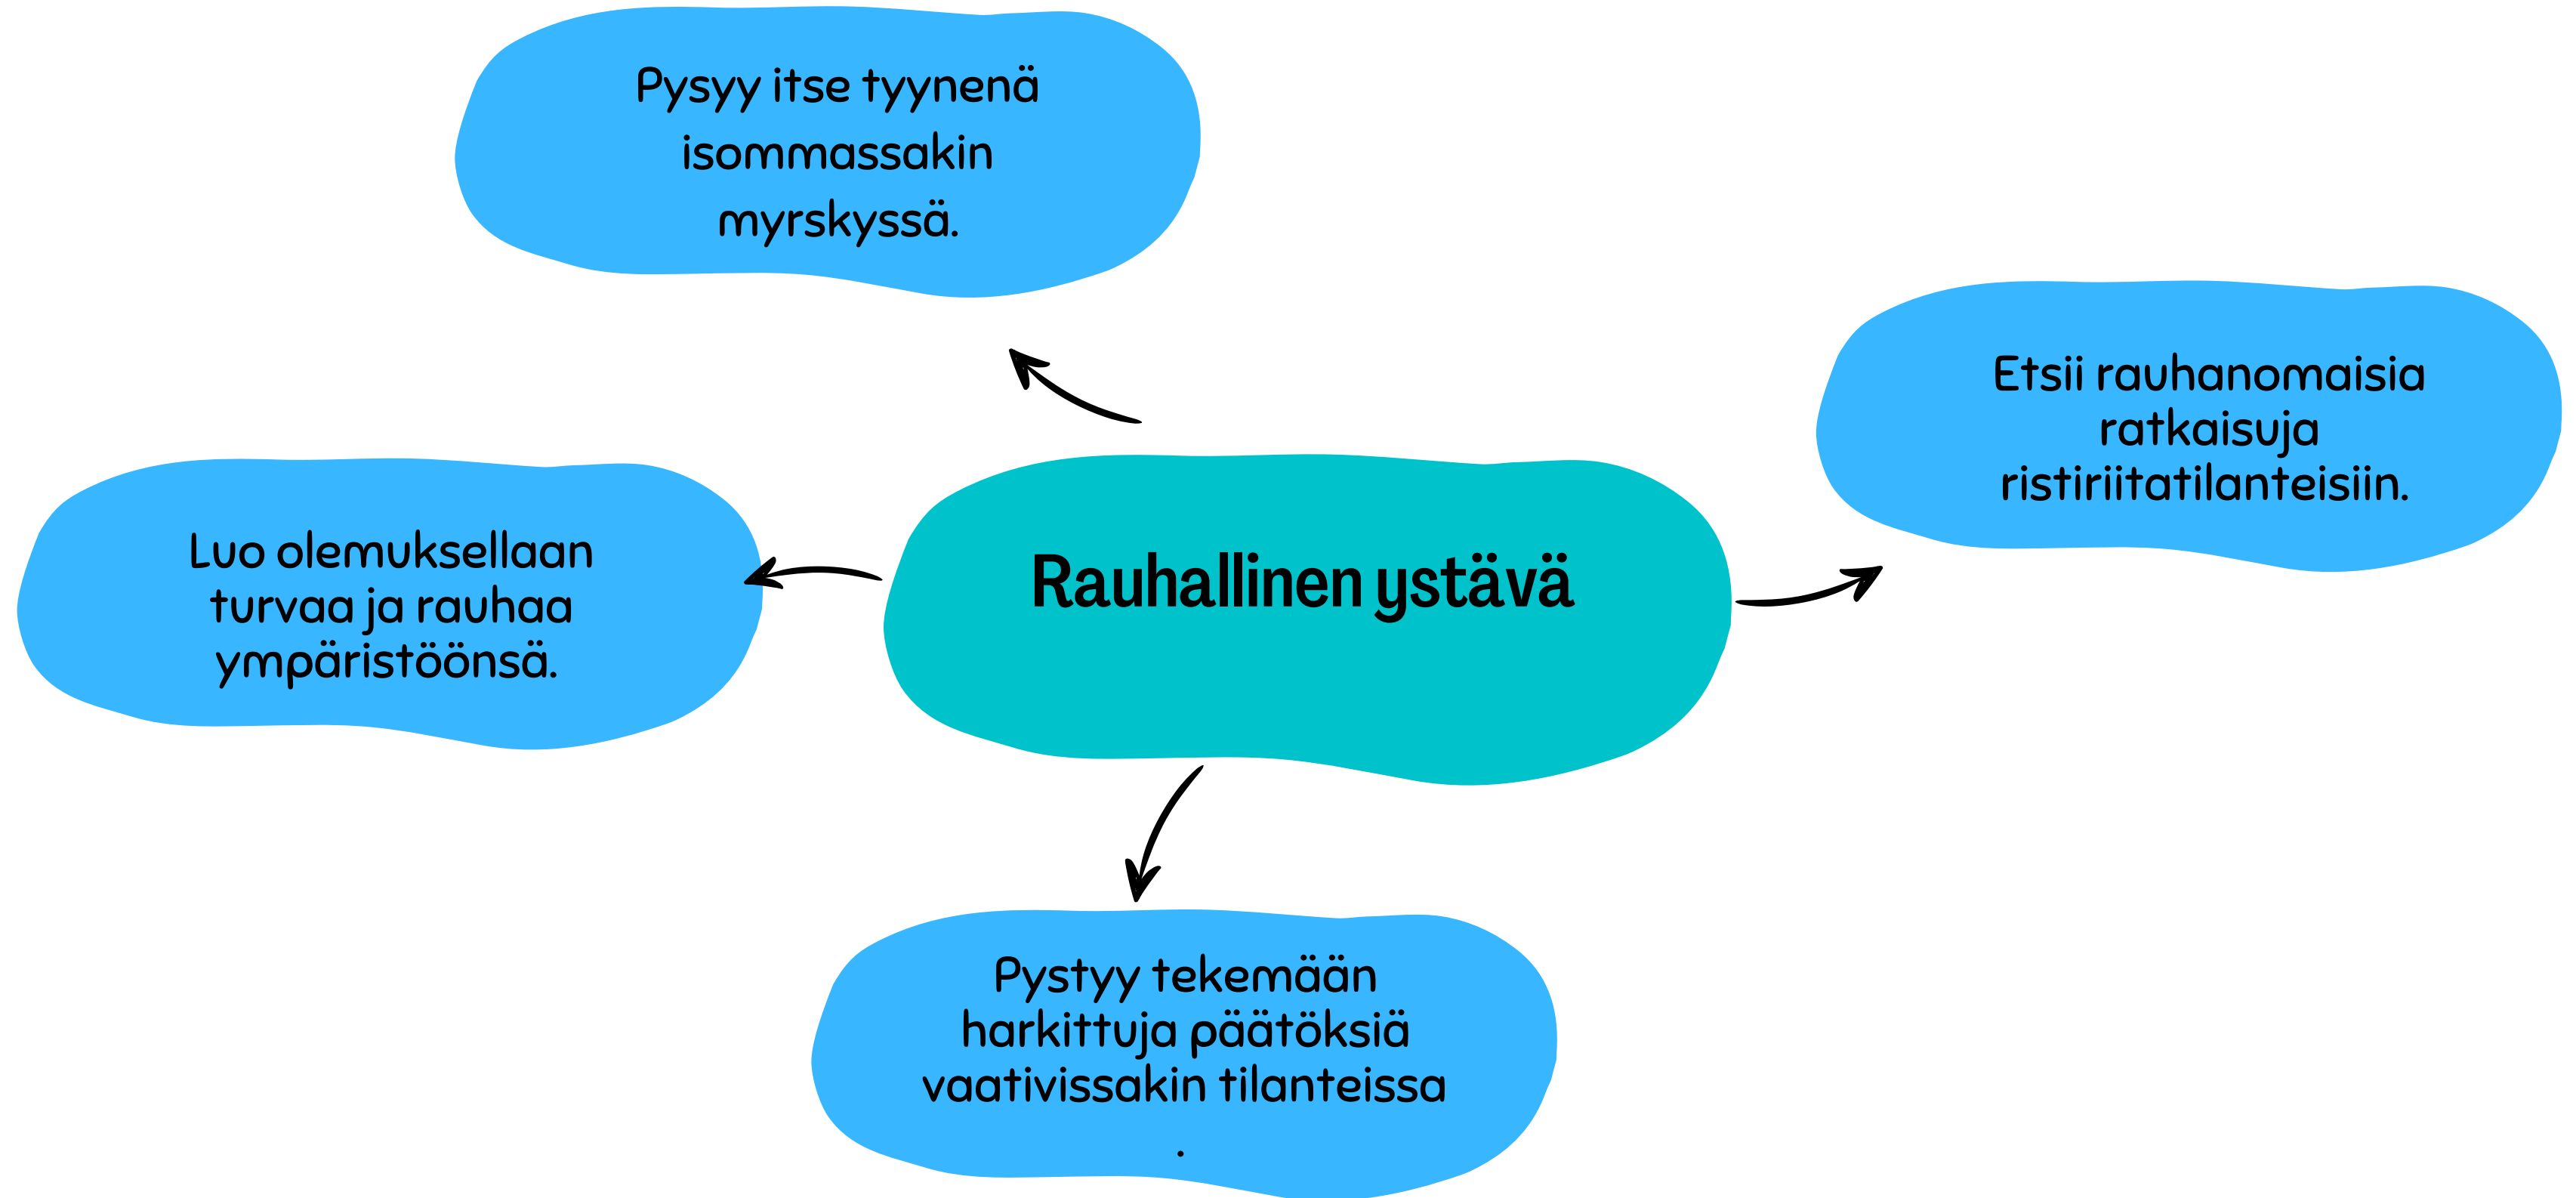 Pysyy itse tyynenä
isommassakin
myrskyssä.
Etsii rauhanomaisia
ratkaisuja
ristiriitatilanteisiin.
Luo olemuksellaan
turvaa ja rauhaa
ympäristöönsä.
Rauhallinen ystävä
Pystyy tekemään
harkittuja päätöksiä
vaativissakin tilanteissa
.